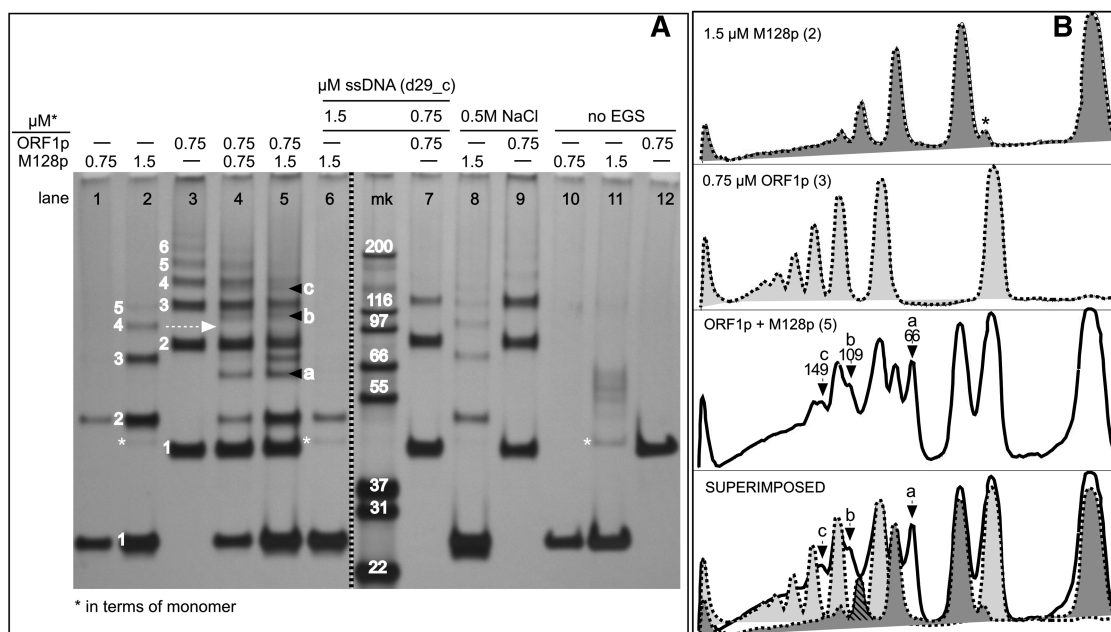 A
µM ssDNA (d29_c)
µM* 1.5 0.75 0.5M NaCl no EGS
ORF1p — — 0.75 0.75 0.75 — 0.75 — 0.75 — — 0.75
M128p 0.75 1.5 — 0.75 1.5 1.5 — 1.5 — 0.75 1.5 —
lane 1 2 3 4 5 6 mk 7 8 9 10 11 12
6
5
4
3
2
1
5
4
3
2
*
1
c
b
a
*
200
116
97
66
55
37
31
22
*
* in terms of monomer
B
1.5 µM M128p (2)
*
0.75 µM ORF1p (3)
ORF1p + M128p (5)
a
66
b
109
c
149
SUPERIMPOSED
a
b
c